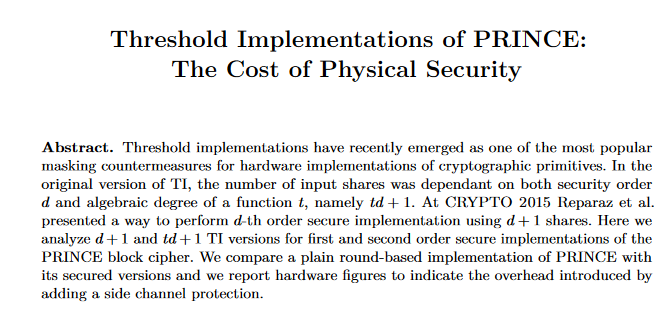 Threshold Implementations of PRINCE:
The Cost of Physical Security
Abstract. Threshold implementations have recently emerged as one of the most popular
masking countermeasures for hardware implementations of cryptographic primitives. In the
original version of TI, the number of input shares was dependant on both security order
d and algebraic degree of a function t, namely td + 1. At CRYPTO 2015 Reparaz et al.
presented a way to perform d-th order secure implementation using d + 1 shares. Here we
analyze d + 1 and td + 1 TI versions for first and second order secure implementations of the
PRINCE block cipher. We compare a plain round-based implementation of PRINCE with
its secured versions and we report hardware figures to indicate the overhead introduced by
adding a side channel protection.